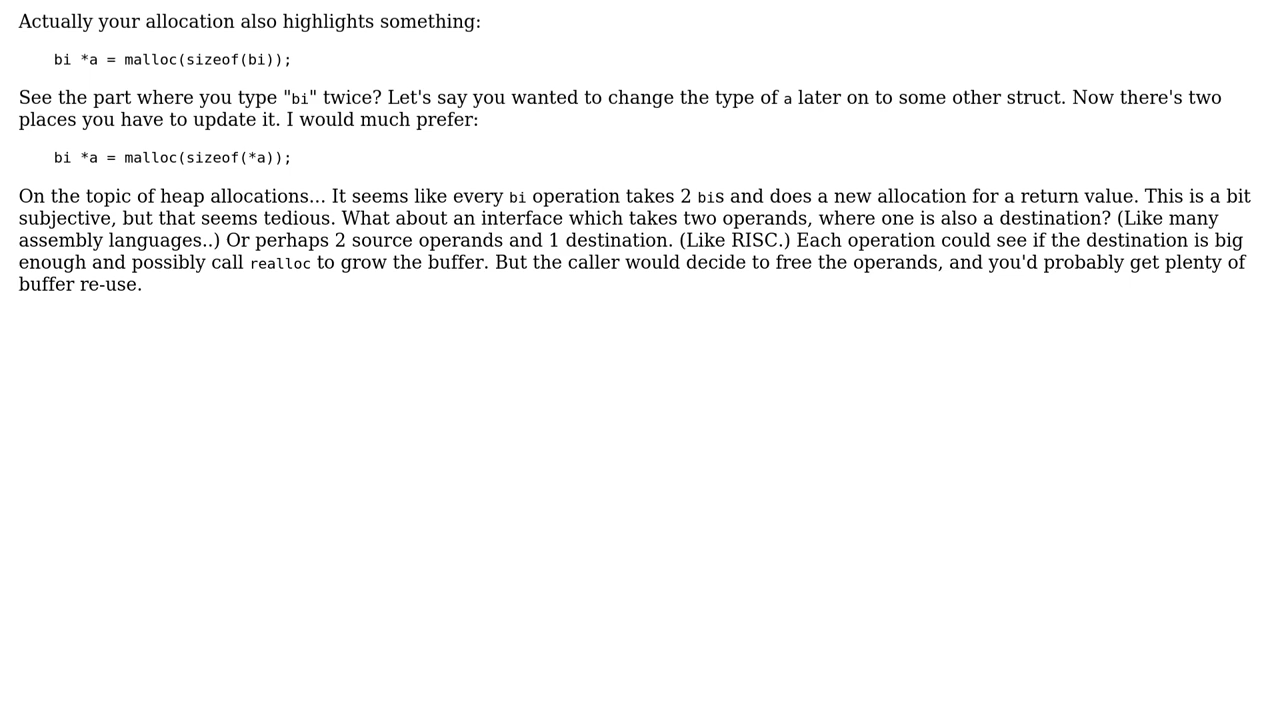 Actually your allocation also highlights something:
bi *a = malloc(sizeof(bi));
See the part where you type "bi" twice? Let's say you wanted to change the type of a later on to some other struct. Now there's two
places you have to update it. I would much prefer:
bi *a = malloc(sizeof(*a));
On the topic of heap allocations... It seems like every bi operation takes 2 bis and does a new allocation for a return value. This is a bit
subjective, but that seems tedious. What about an interface which takes two operands, where one is also a destination? (Like many
assembly languages..) Or perhaps 2 source operands and 1 destination. (Like RISC.) Each operation could see if the destination is big
enough and possibly call realloc to grow the buffer. But the caller would decide to free the operands, and you'd probably get plenty of
buffer re-use.